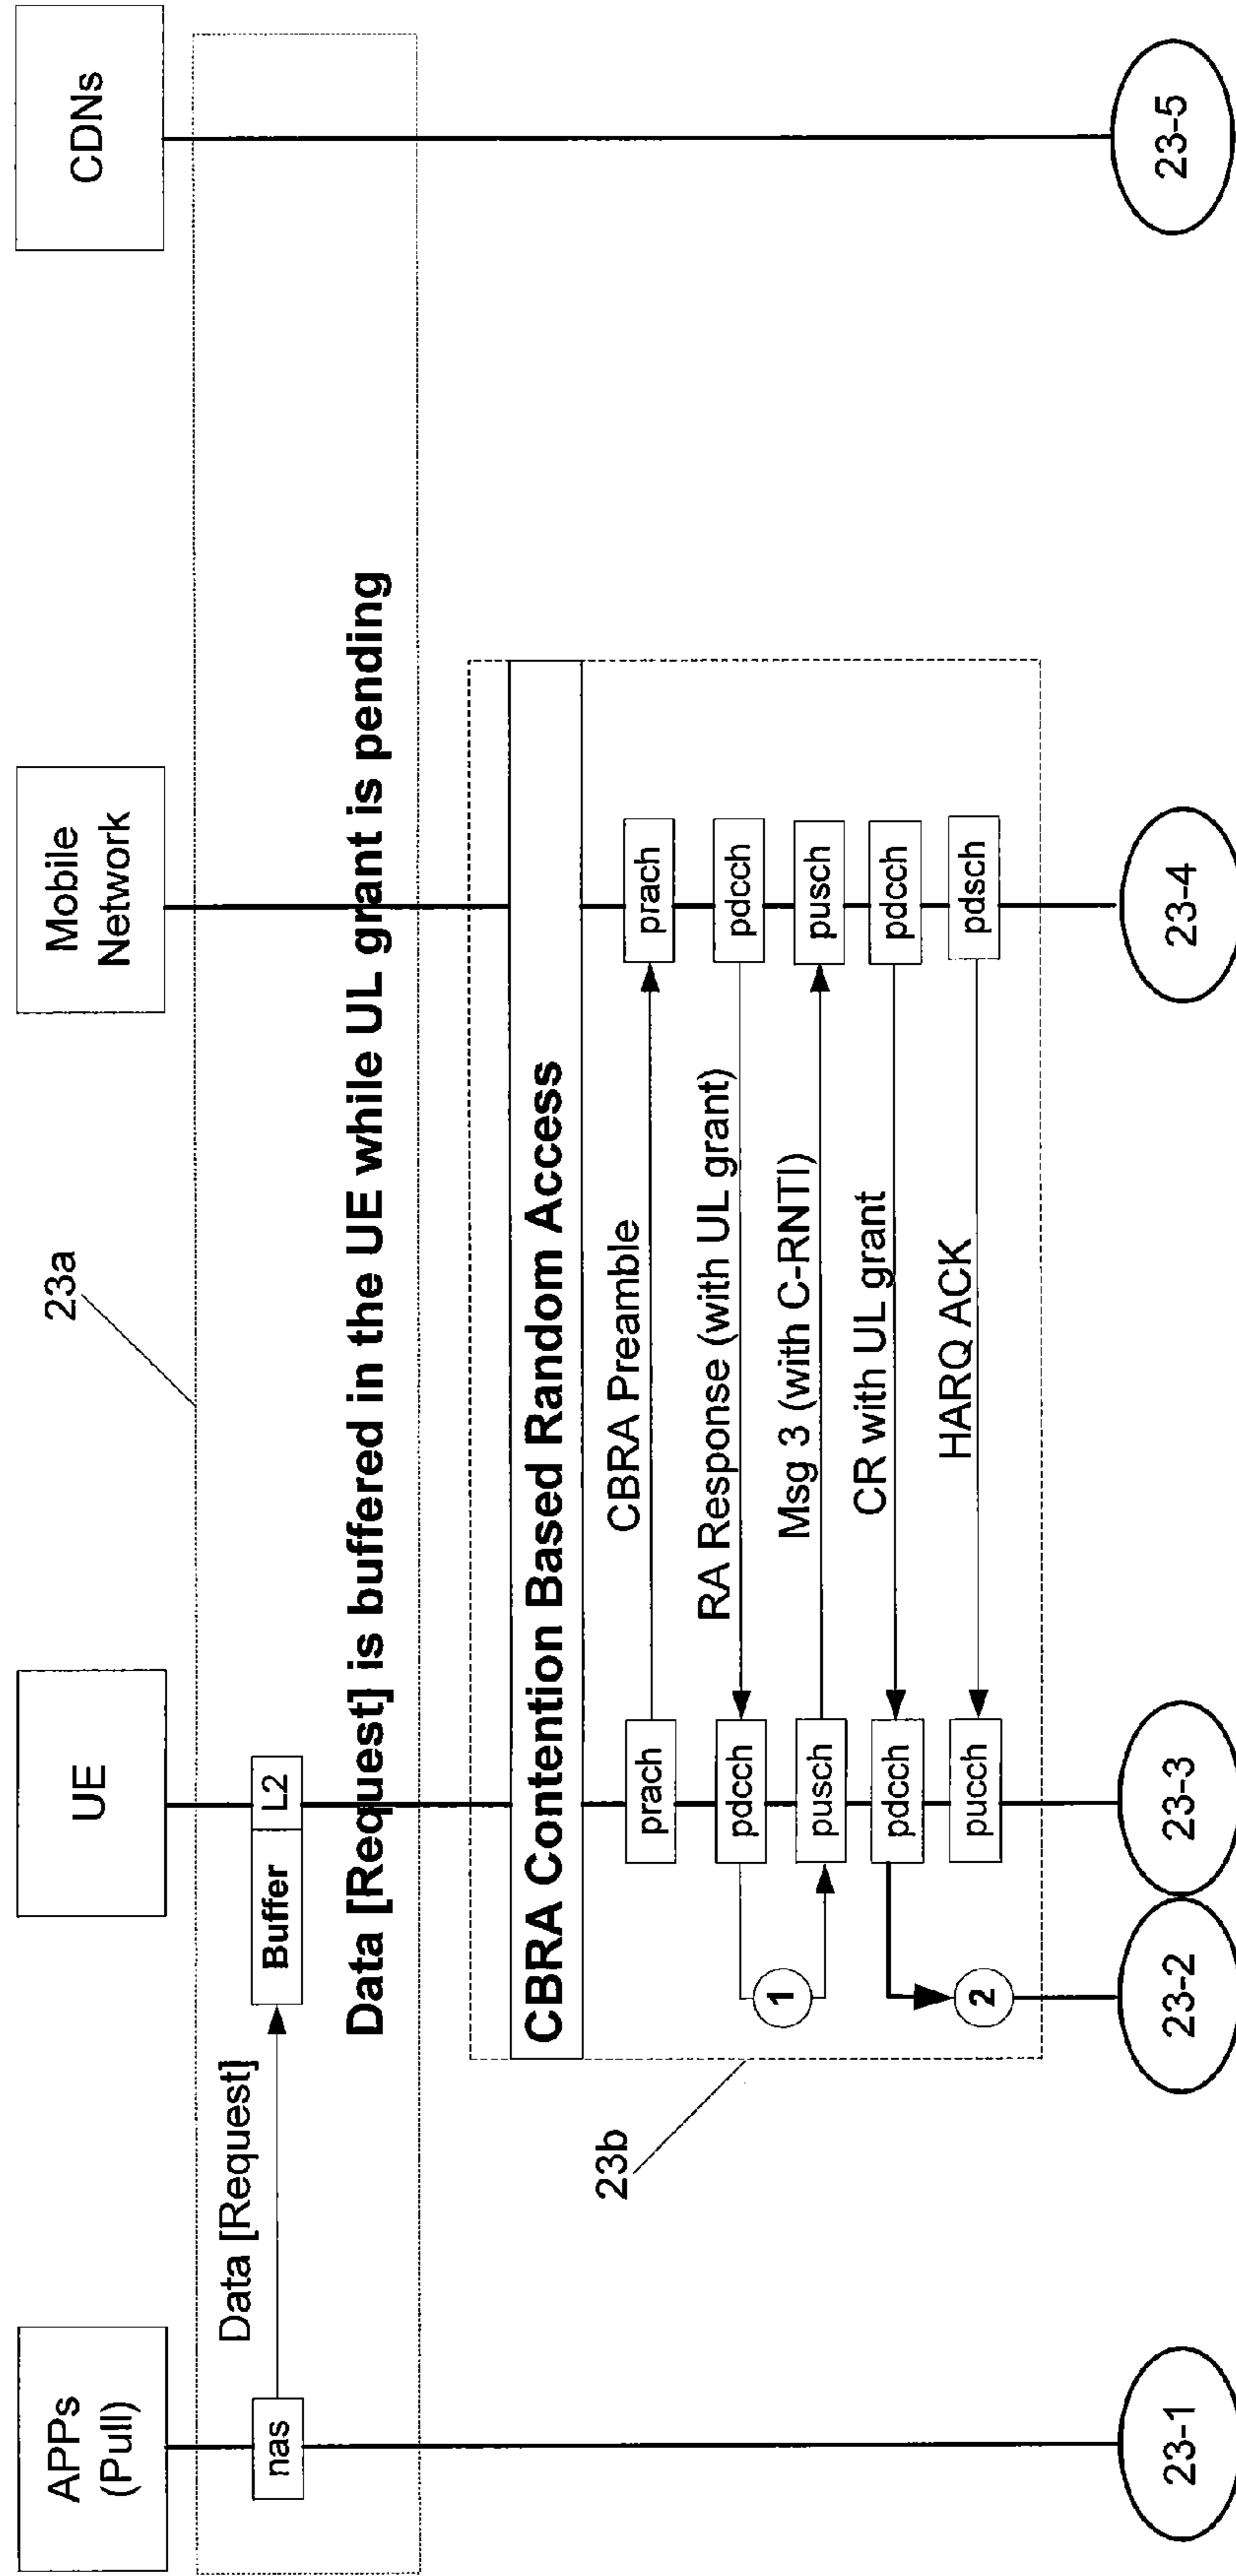 APPs
(Pull)
UE
Mobile
Network
CDNs
23a
nas
Data [Request]
Buffer
L2
Data [Request] is buffered in the UE while UL grant is pending
23b
CBRA Contention Based Random Access
prach
CBRA Preamble
prach
pdcch
RA Response (with UL grant)
pdcch
1
pusch
Msg 3 (with C-RNTI)
pusch
pdcch
CR with UL grant
pdcch
2
pucch
HARQ ACK
pdsch
23-1
23-2
23-3
23-4
23-5